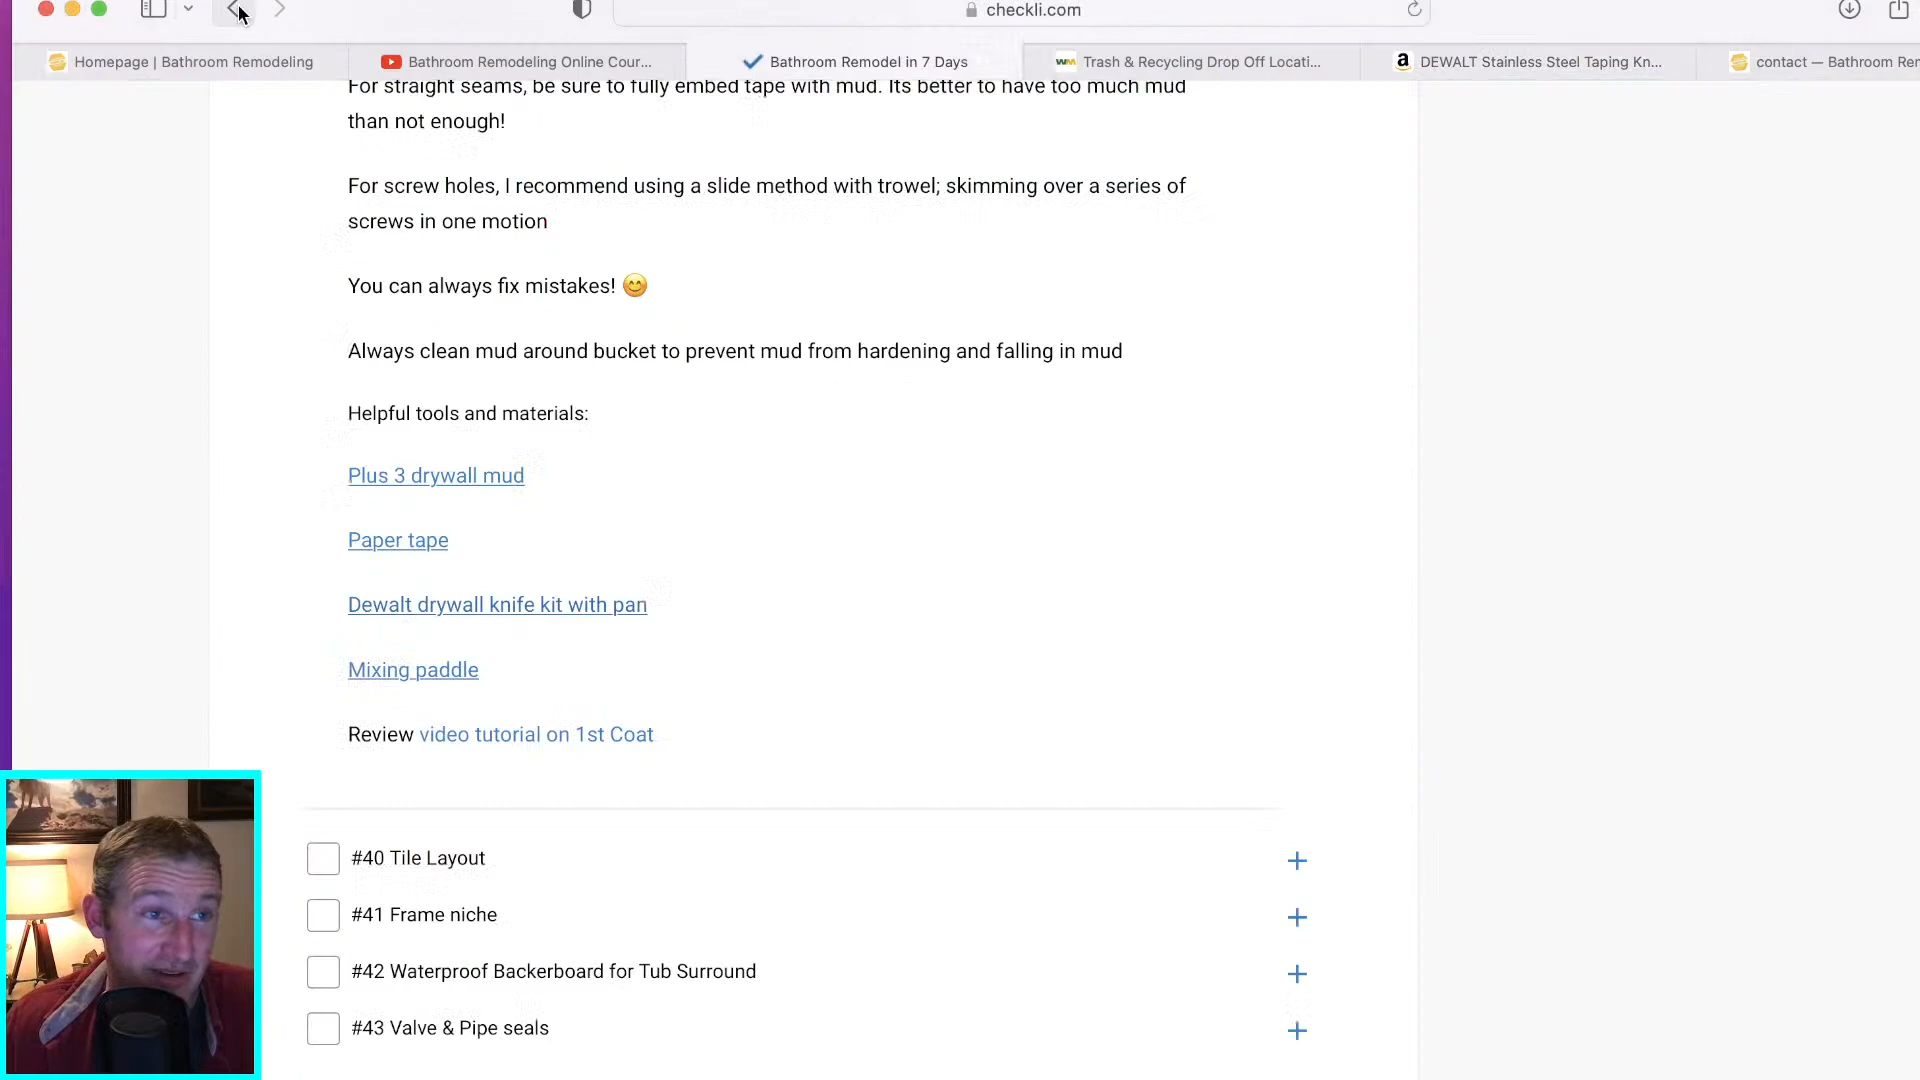 checkli.com
Homepage | Bathroom Remodeling
Bathroom Remodeling Online Cour...
Bathroom Remodel in 7 Days
WM Trash & Recycling Drop Off Locati...
a DEWALT Stainless Steel Taping Kn...
contact — Bathroom Rem
For straight seams, be sure to fully embed tape with mud. Its better to have too much mud
than not enough!
For screw holes, I recommend using a slide method with trowel; skimming over a series of
screws in one motion
You can always fix mistakes! 😊
Always clean mud around bucket to prevent mud from hardening and falling in mud
Helpful tools and materials:
Plus 3 drywall mud
Paper tape
Dewalt drywall knife kit with pan
Mixing paddle
Review video tutorial on 1st Coat
#40 Tile Layout
#41 Frame niche
#42 Waterproof Backerboard for Tub Surround
#43 Valve & Pipe seals